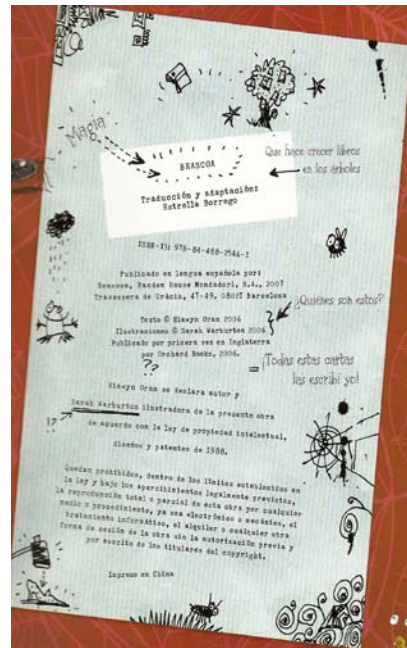 Magia
BEASCOA
Que hace crecer libros
en los árboles
Traducción y adaptación:
Estrella Borrego
ISBN-13: 978-84-488-2546-1
Publicado en lengua española por:
Beascoa, Random House Mondadori, S.A., 2007
Travessera de Gràcia, 47-49. 08021 Barcelona
¿Quiénes son estos?
Texto © Hiawyn Oram 2006
Ilustraciones © Sarah Warburton 2006
Publicado por primera vez en Inglaterra
por Orchard Books, 2006.
??
¡Todas estas cartas
las escribí yo!
Hiawyn Oram se declara autor y
Sarah Warburton ilustradora de la presente obra
!?
de acuerdo con la ley de propiedad intelectual,
diseños y patentes de 1988.
Quedan prohibidos, dentro de los límites establecidos en
la ley y bajo los apercibimientos legalmente previstos,
la reproducción total o parcial de esta obra por cualquier
medio o procedimiento, ya sea electrónico o mecánico, el
tratamiento informático, el alquiler o cualquier otra
forma de cesión de la obra sin la autorización previa y
por escrito de los titulares del copyright.
Impreso en China